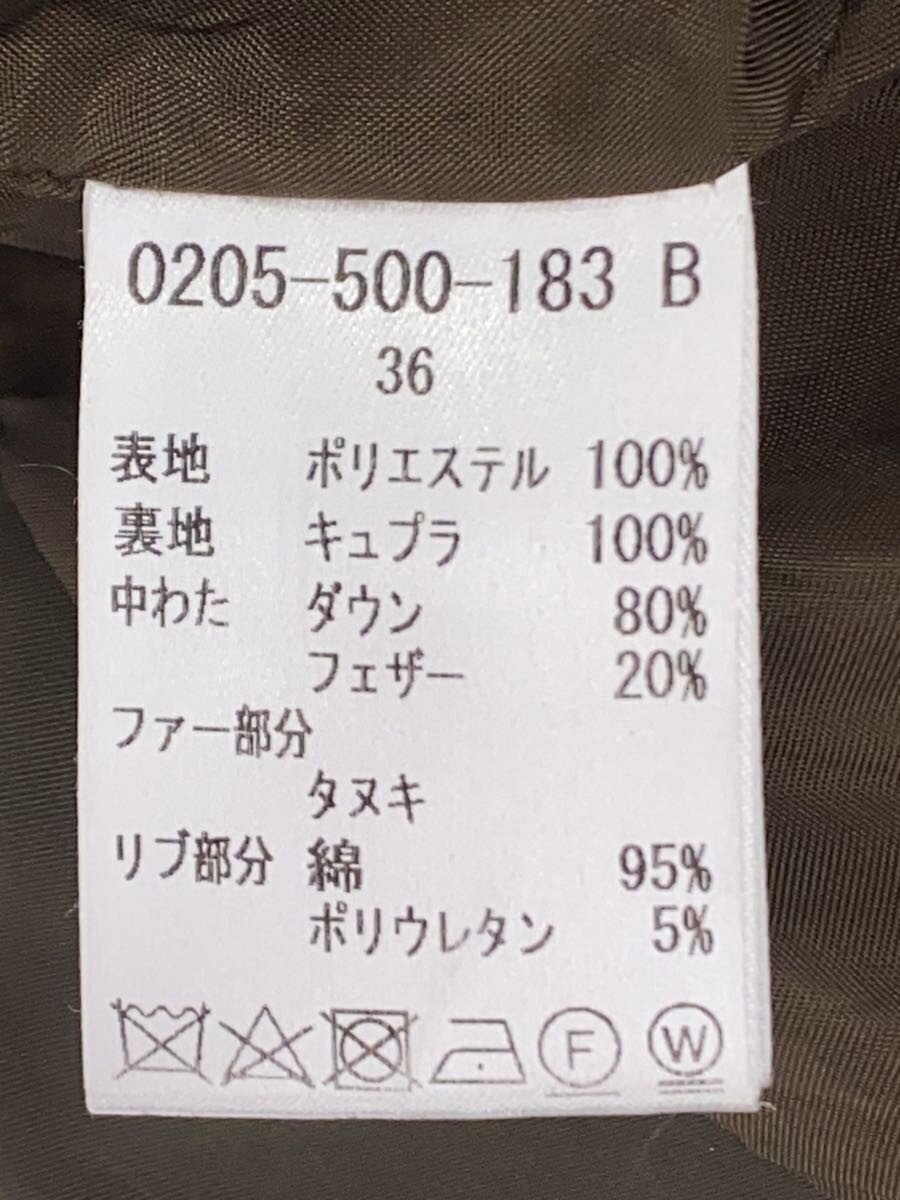 0205-500-183 B
36
表地 ポリエステル 100%
裏地 キュプラ 100%
中わた ダウン 80%
フェザー 20%
ファー部分
タヌキ
リブ部分 綿 95%
ポリウレタン 5%
F W